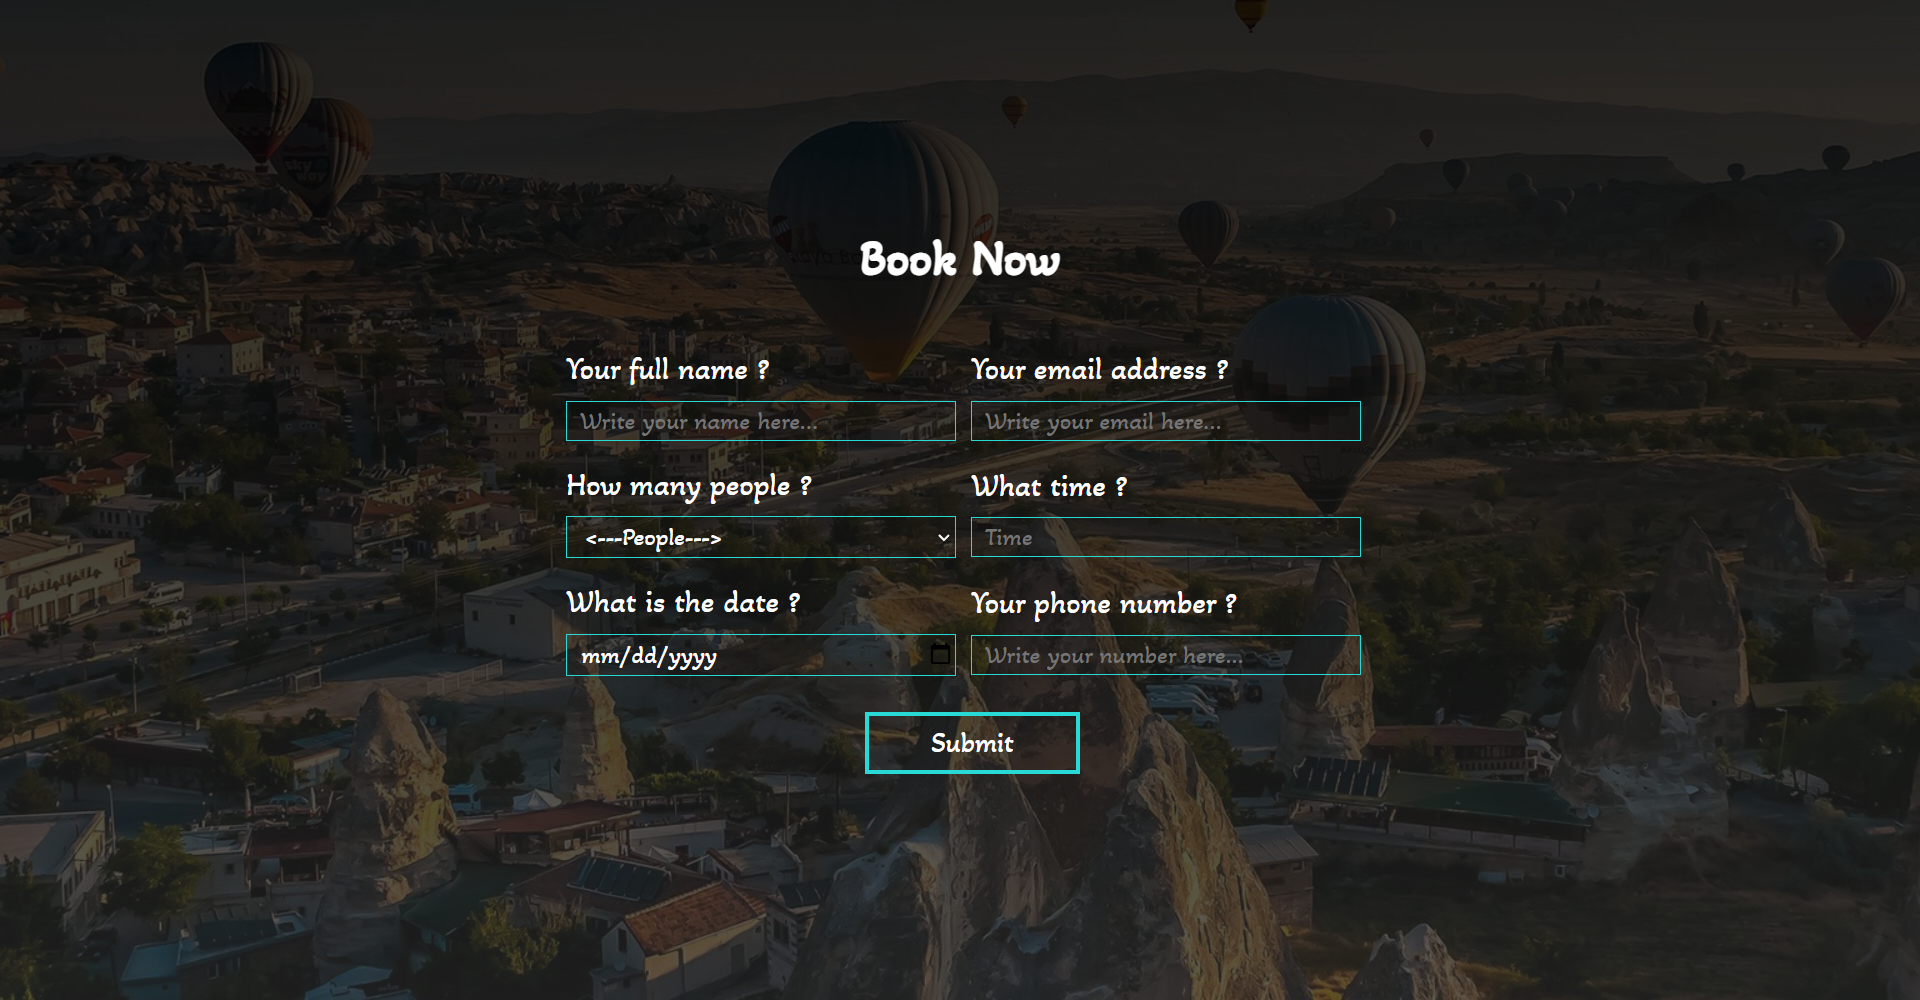 sky
way
Book Now
Your full name ?
Your email address ?
Write your name here...
Write your email here...
How many people ?
What time ?
<---People--->
Time
What is the date ?
Your phone number ?
mm/dd/yyyy
Write your number here...
Submit